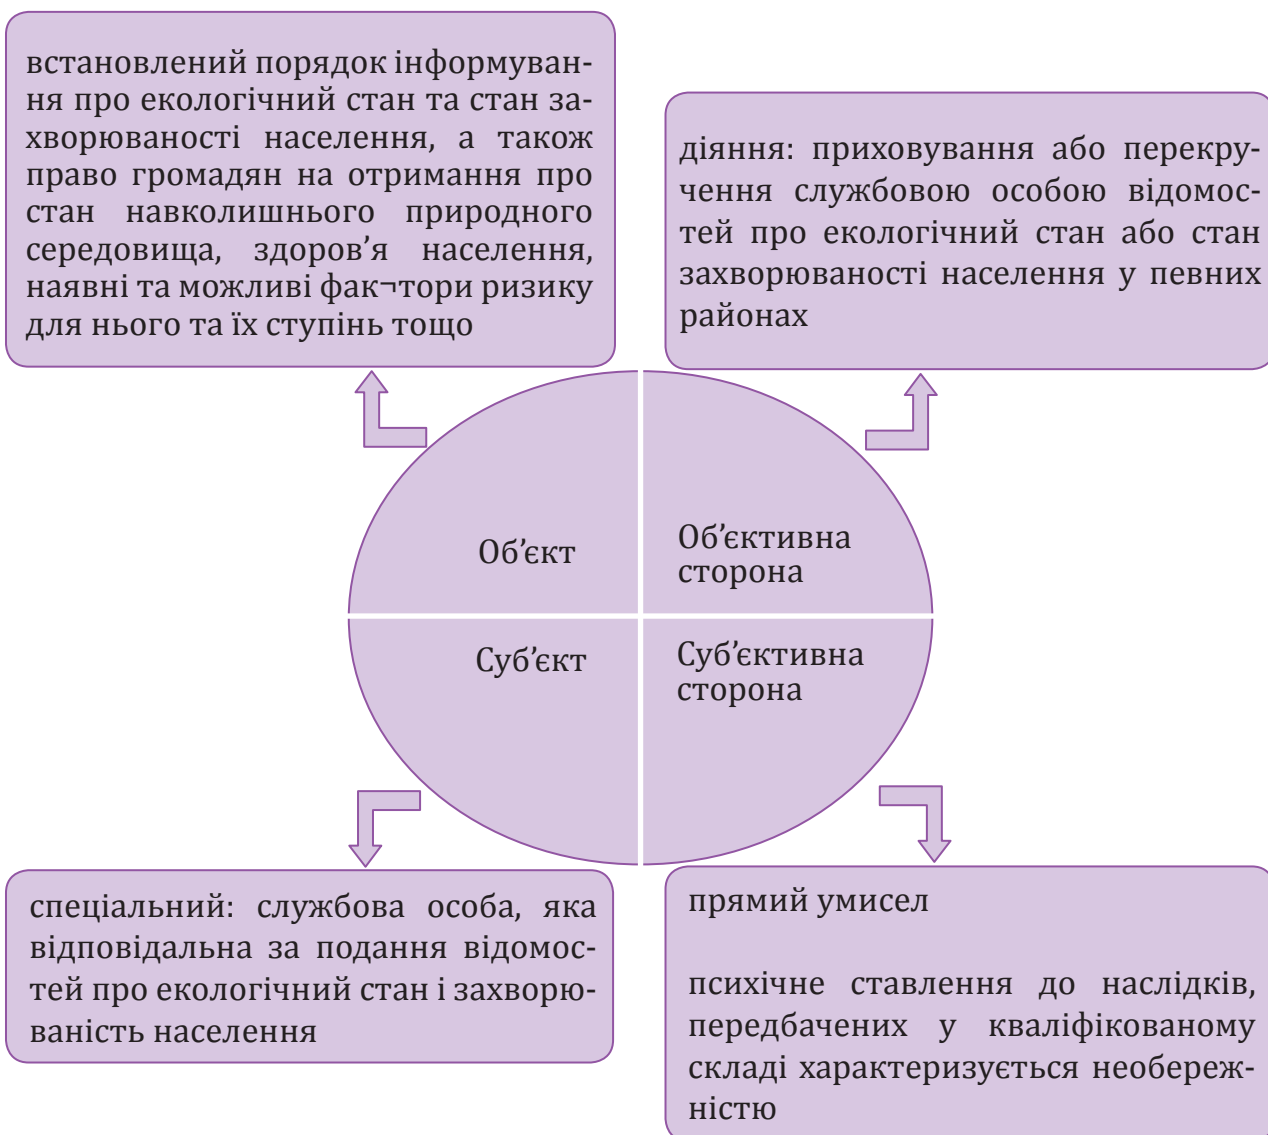 встановлений порядок інформуван-
ня про екологічний стан та стан за-
хворюваності населення, а також
право громадян на отримання про
стан навколишнього природного
середовища, здоров’я населення,
наявні та можливі фак¬тори ризику
для нього та їх ступінь тощо
діяння: приховування або перекру-
чення службовою особою відомос-
тей про екологічний стан або стан
захворюваності населення у певних
районах
Об’єкт
Об’єктивна
сторона
Суб’єкт
Суб’єктивна
сторона
спеціальний: службова особа, яка
відповідальна за подання відомос-
тей про екологічний стан і захворю-
ваність населення
прямий умисел
психічне ставлення до наслідків,
передбачених у кваліфікованому
складі характеризується необереж-
ністю